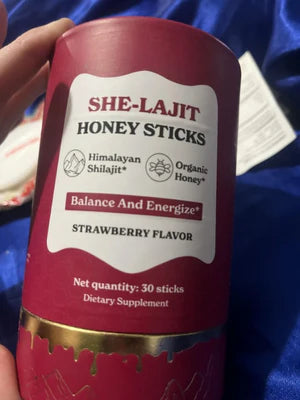 SHE-LAJIT
HONEY STICKS
Himalayan
Shilajit*
Organic
Honey*
Balance And Energize*
STRAWBERRY FLAVOR
Net quantity: 30 sticks
Dietary Supplement